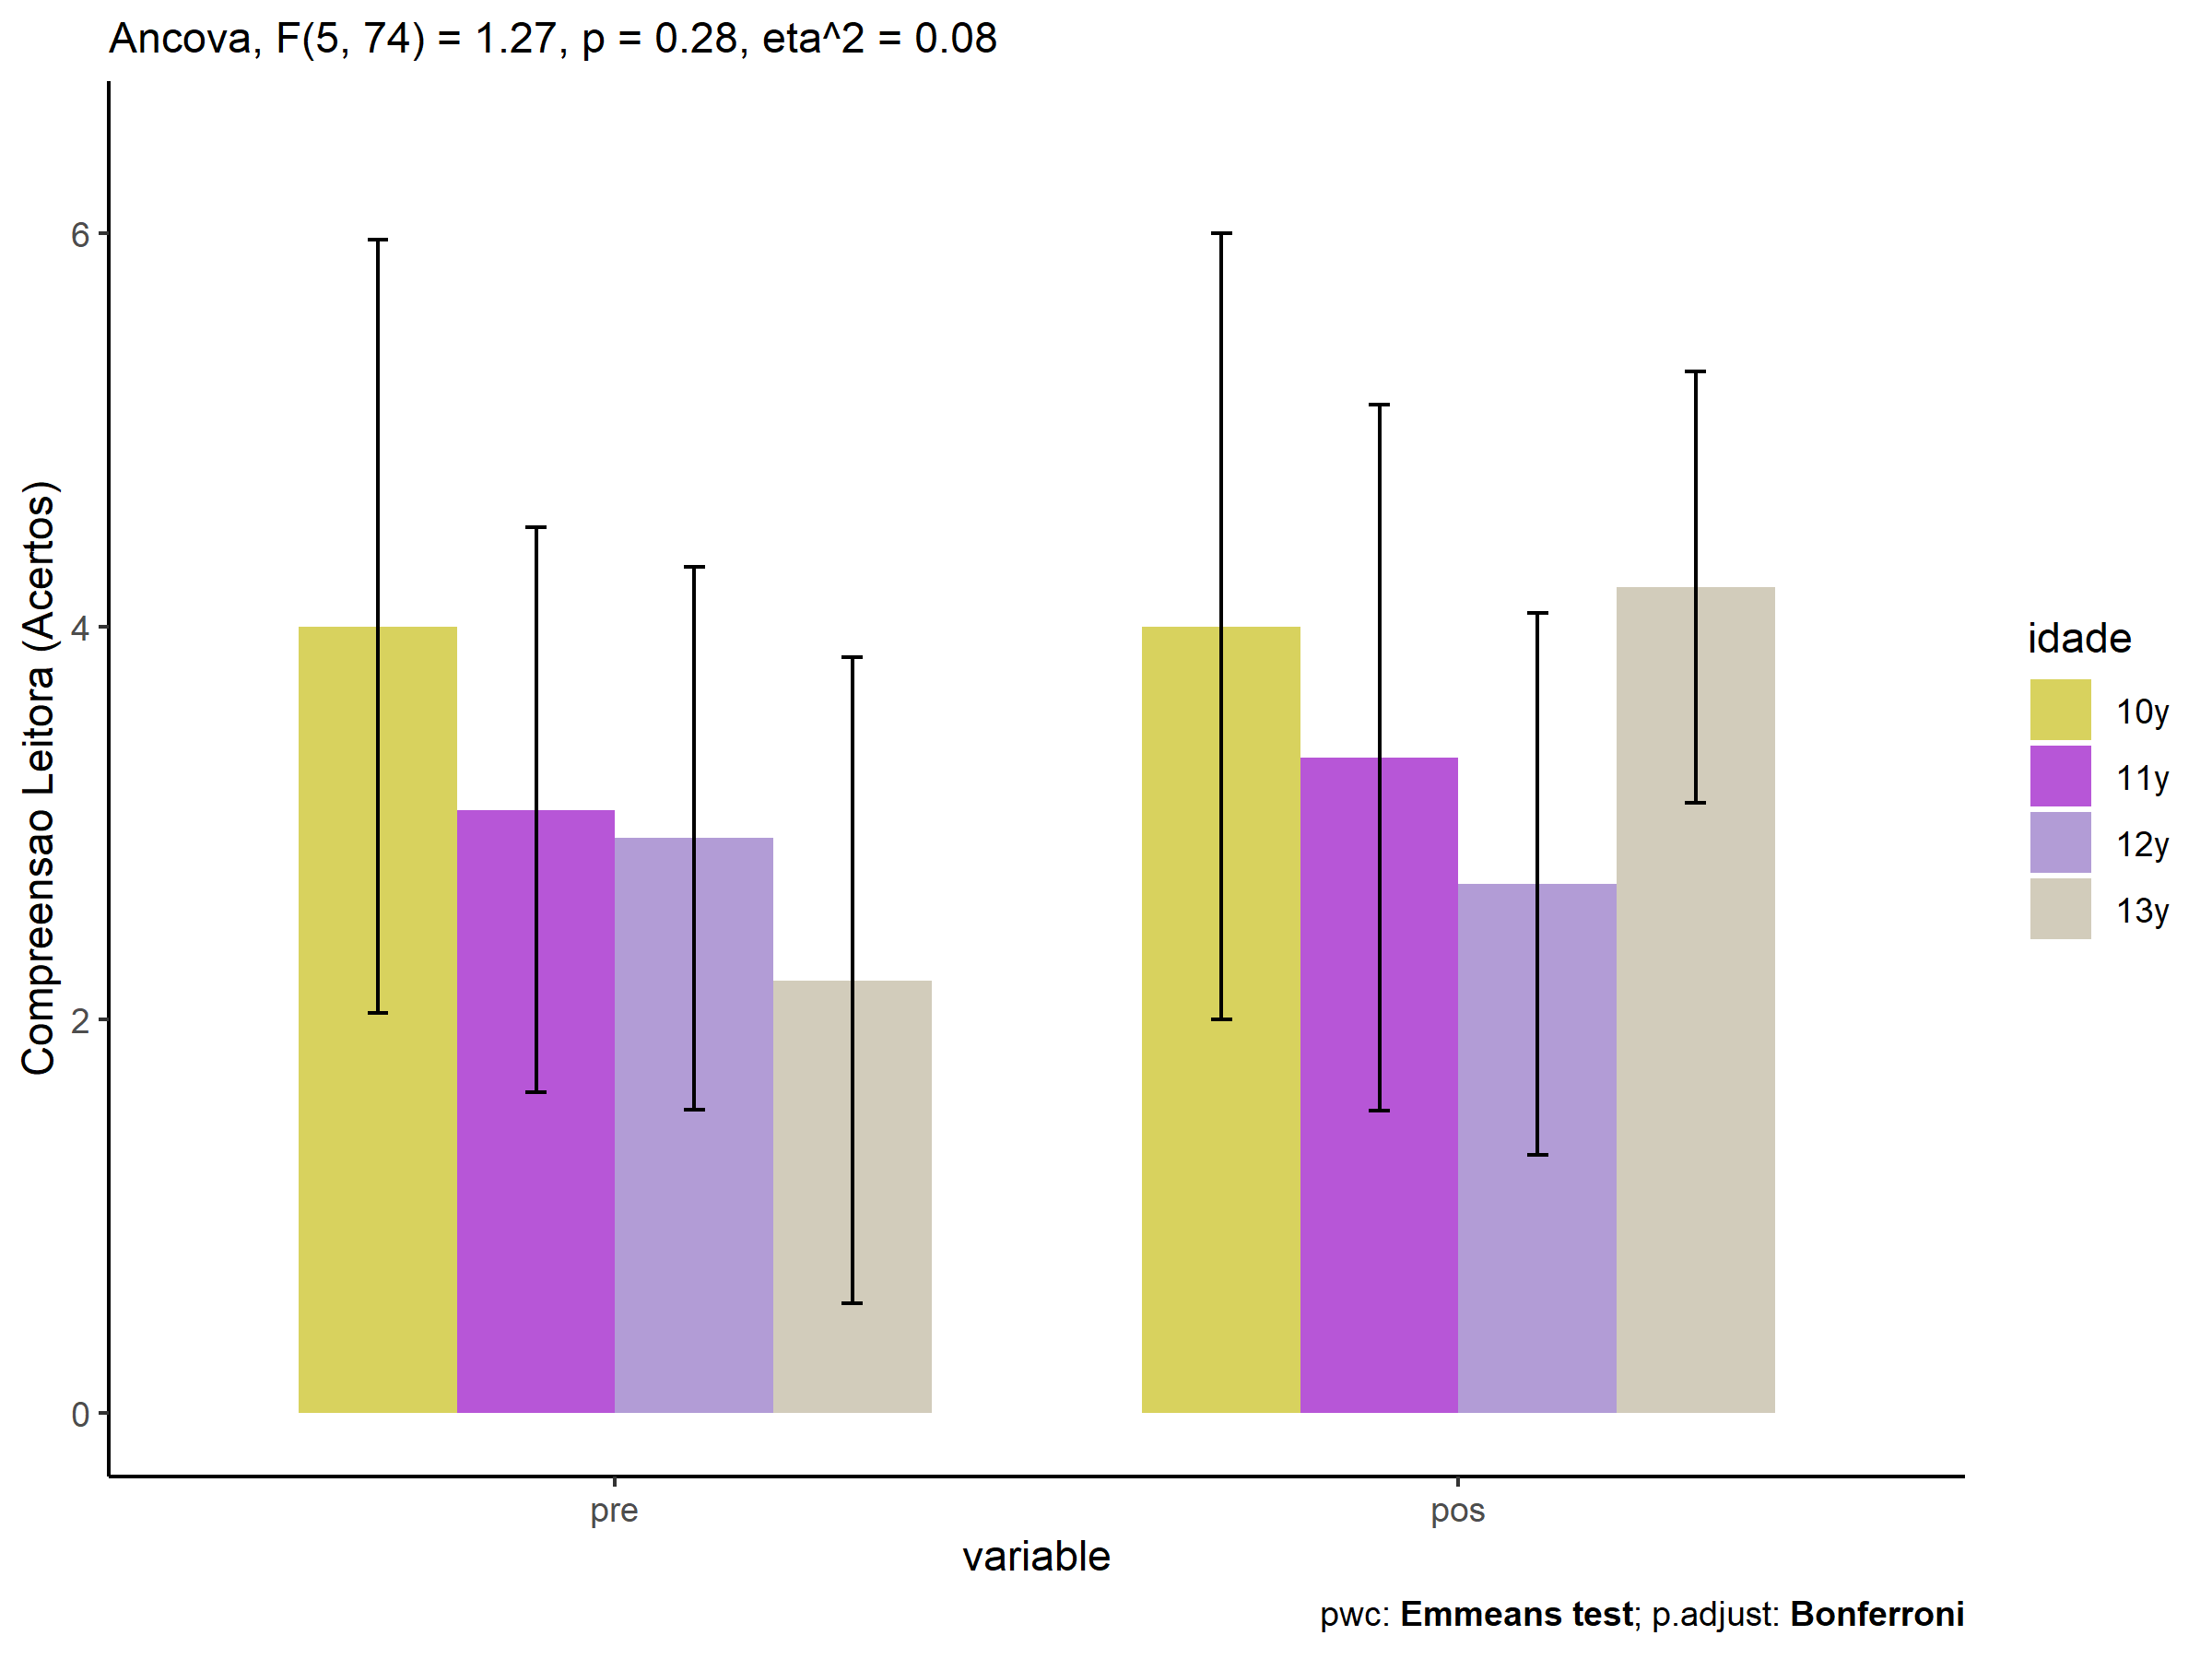 Ancova, F(5, 74) = 1.27, p = 0.28, eta^2 = 0.08
Compreensao Leitora (Acertos)
6
4
2
0
pre
pos
variable
idade
10y
11y
12y
13y
pwc: Emmeans test; p.adjust: Bonferroni